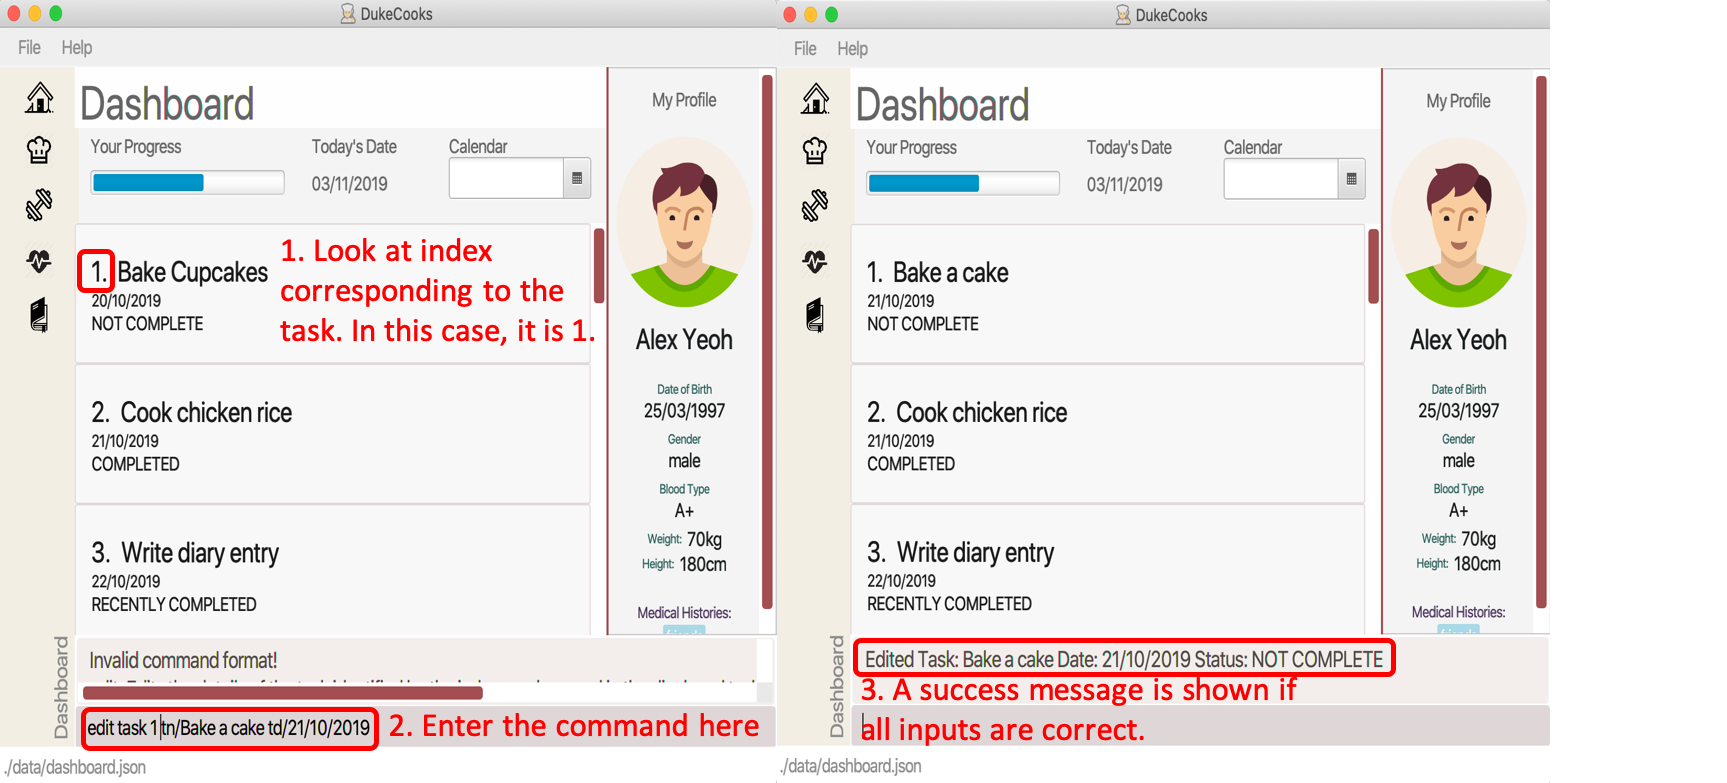 DukeCooks
File Help
Dashboard
Your Progress
Today's Date
Calendar
03/11/2019
1. Bake Cupcakes
20/10/2019
NOT COMPLETE
1. Look at index
corresponding to the
task. In this case, it is 1.
2. Cook chicken rice
21/10/2019
COMPLETED
3. Write diary entry
22/10/2019
RECENTLY COMPLETED
My Profile
Alex Yeoh
Date of Birth
25/03/1997
Gender
male
Blood Type
A+
Weight: 70kg
Height: 180cm
Medical Histories:
Dashboard
Invalid command format!
edit task 1 tn/Bake a cake td/21/10/2019
2. Enter the command here
./data/dashboard.json
DukeCooks
File Help
Dashboard
Your Progress
Today's Date
Calendar
03/11/2019
1. Bake a cake
21/10/2019
NOT COMPLETE
2. Cook chicken rice
21/10/2019
COMPLETED
3. Write diary entry
22/10/2019
RECENTLY COMPLETED
My Profile
Alex Yeoh
Date of Birth
25/03/1997
Gender
male
Blood Type
A+
Weight: 70kg
Height: 180cm
Medical Histories:
Dashboard
Edited Task: Bake a cake Date: 21/10/2019 Status: NOT COMPLETE
3. A success message is shown if
all inputs are correct.
./data/dashboard.json